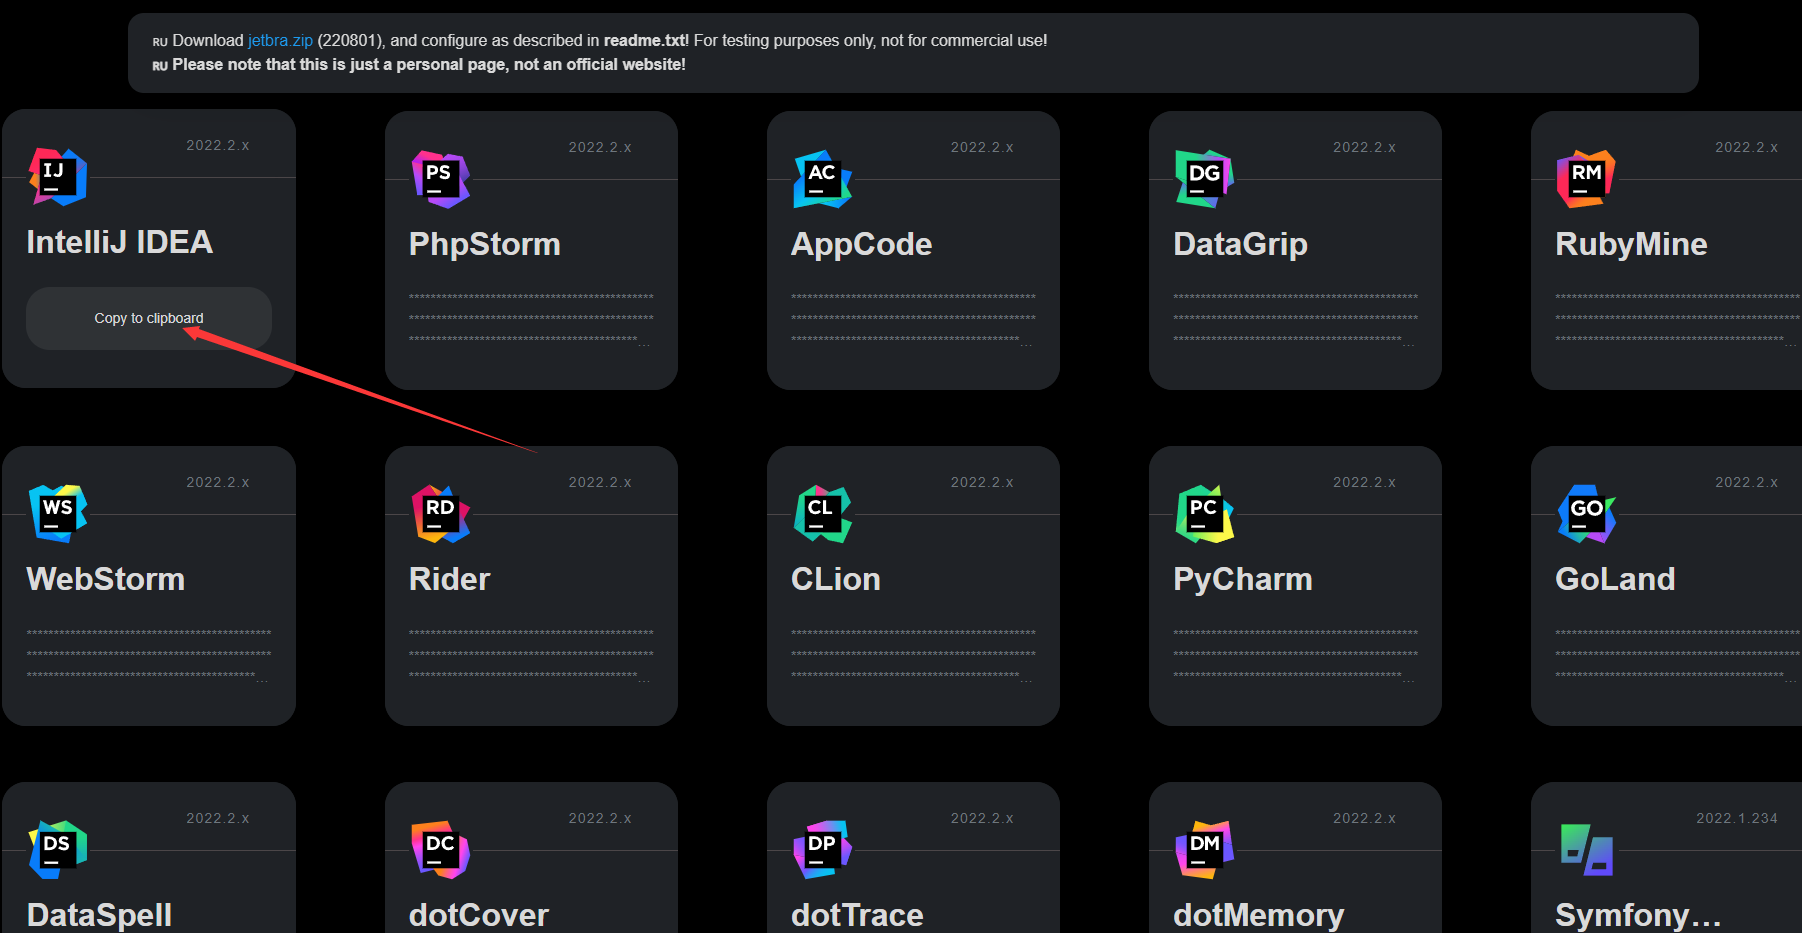 RU Download jetbra.zip (220801), and configure as described in readme.txt! For testing purposes only, not for commercial use!
RU Please note that this is just a personal page, not an official website!
2022.2.x
IJ
IntelliJ IDEA
Copy to clipboard
2022.2.x
PS
PhpStorm
*********************************************
*********************************************
******************************************...
2022.2.x
AC
AppCode
*********************************************
*********************************************
******************************************...
2022.2.x
DG
DataGrip
*********************************************
*********************************************
******************************************...
2022.2.x
RM
RubyMine
*********************************************
*********************************************
******************************************...
2022.2.x
WS
WebStorm
*********************************************
*********************************************
******************************************...
2022.2.x
RD
Rider
*********************************************
*********************************************
******************************************...
2022.2.x
CL
CLion
*********************************************
*********************************************
******************************************...
2022.2.x
PC
PyCharm
*********************************************
*********************************************
******************************************...
2022.2.x
GO
GoLand
*********************************************
*********************************************
******************************************...
2022.2.x
DS
DataSpell
2022.2.x
DC
dotCover
2022.2.x
DP
dotTrace
2022.2.x
DM
dotMemory
2022.1.234
Symfony...